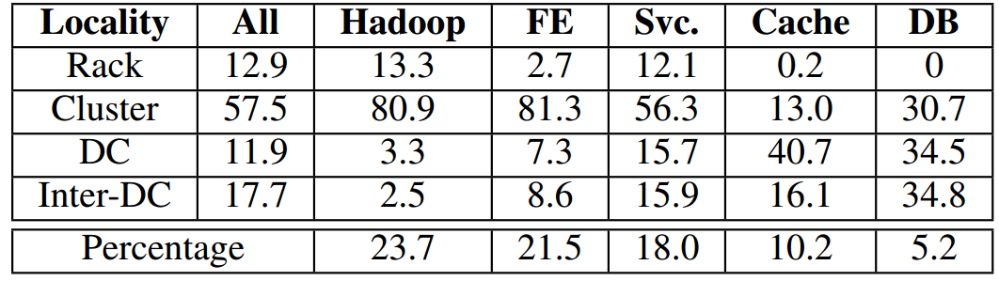 Locality All Hadoop FE Svc. Cache DB
Rack 12.9 13.3 2.7 12.1 0.2 0
Cluster 57.5 80.9 81.3 56.3 13.0 30.7
DC 11.9 3.3 7.3 15.7 40.7 34.5
Inter-DC 17.7 2.5 8.6 15.9 16.1 34.8
Percentage 23.7 21.5 18.0 10.2 5.2